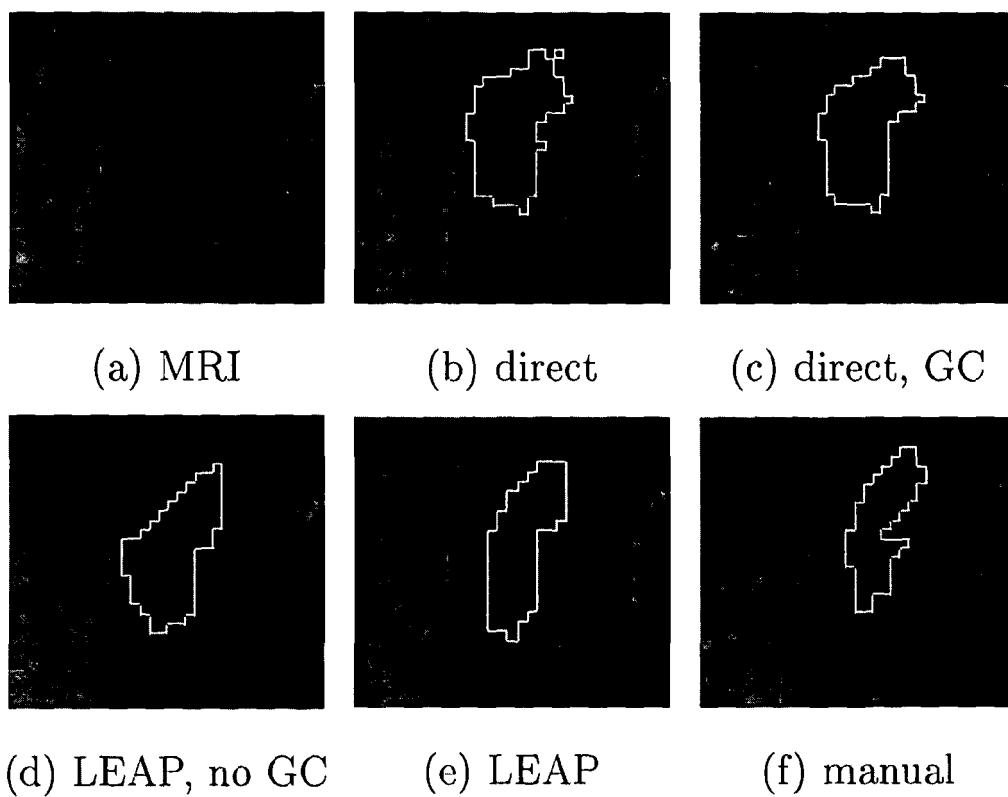 (a) MRI
(b) direct
(c) direct, GC
(d) LEAP, no GC
(e) LEAP
(f) manual